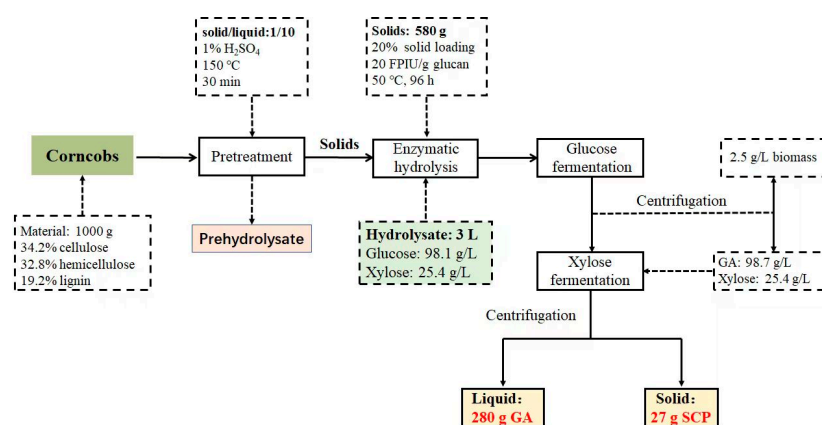 solid/liquid:1/10
1% H₂SO₄
150 ℃
30 min
Solids: 580 g
20% solid loading
20 FPIU/g glucan
50 ℃, 96 h
Corncobs
Pretreatment
Solids
Enzymatic
hydrolysis
Glucose
fermentation
2.5 g/L biomass
Centrifugation
Material: 1000 g
34.2% cellulose
32.8% hemicellulose
19.2% lignin
Prehydrolysate
Hydrolysate: 3 L
Glucose: 98.1 g/L
Xylose: 25.4 g/L
Xylose
fermentation
GA: 98.7 g/L
Xylose: 25.4 g/L
Centrifugation
Liquid：
280 g GA
Solid：
27 g SCP